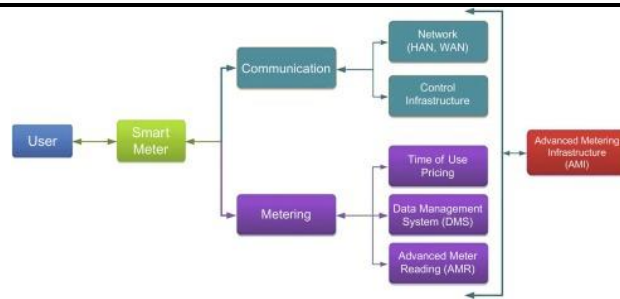 User
Smart
Meter
Communication
Metering
Network
(HAN, WAN)
Control
Infrastructure
Time of Use
Pricing
Data Management
System (DMS)
Advanced Meter
Reading (AMR)
Advanced Metering
Infrastructure
(AMI)